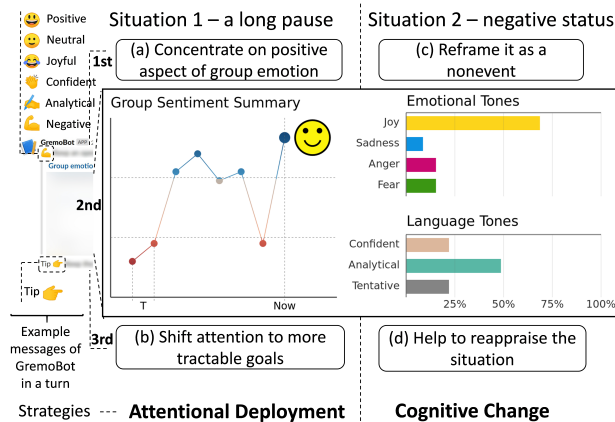 Situation 1 – a long pause
Situation 2 – negative status
Positive
Neutral
Joyful
Confident
Analytical
Negative
1st
(a) Concentrate on positive
aspect of group emotion
(c) Reframe it as a
nonevent
GremoBot APP
Group emotio
2nd
Group Sentiment Summary
T
Now
Emotional Tones
Joy
Sadness
Anger
Fear
Language Tones
Confident
Analytical
Tentative
25%
50%
75%
100%
Tip
Tip
Example
messages of
GremoBot
in a turn
3rd
(b) Shift attention to more
tractable goals
(d) Help to reappraise the
situation
Strategies
Attentional Deployment
Cognitive Change